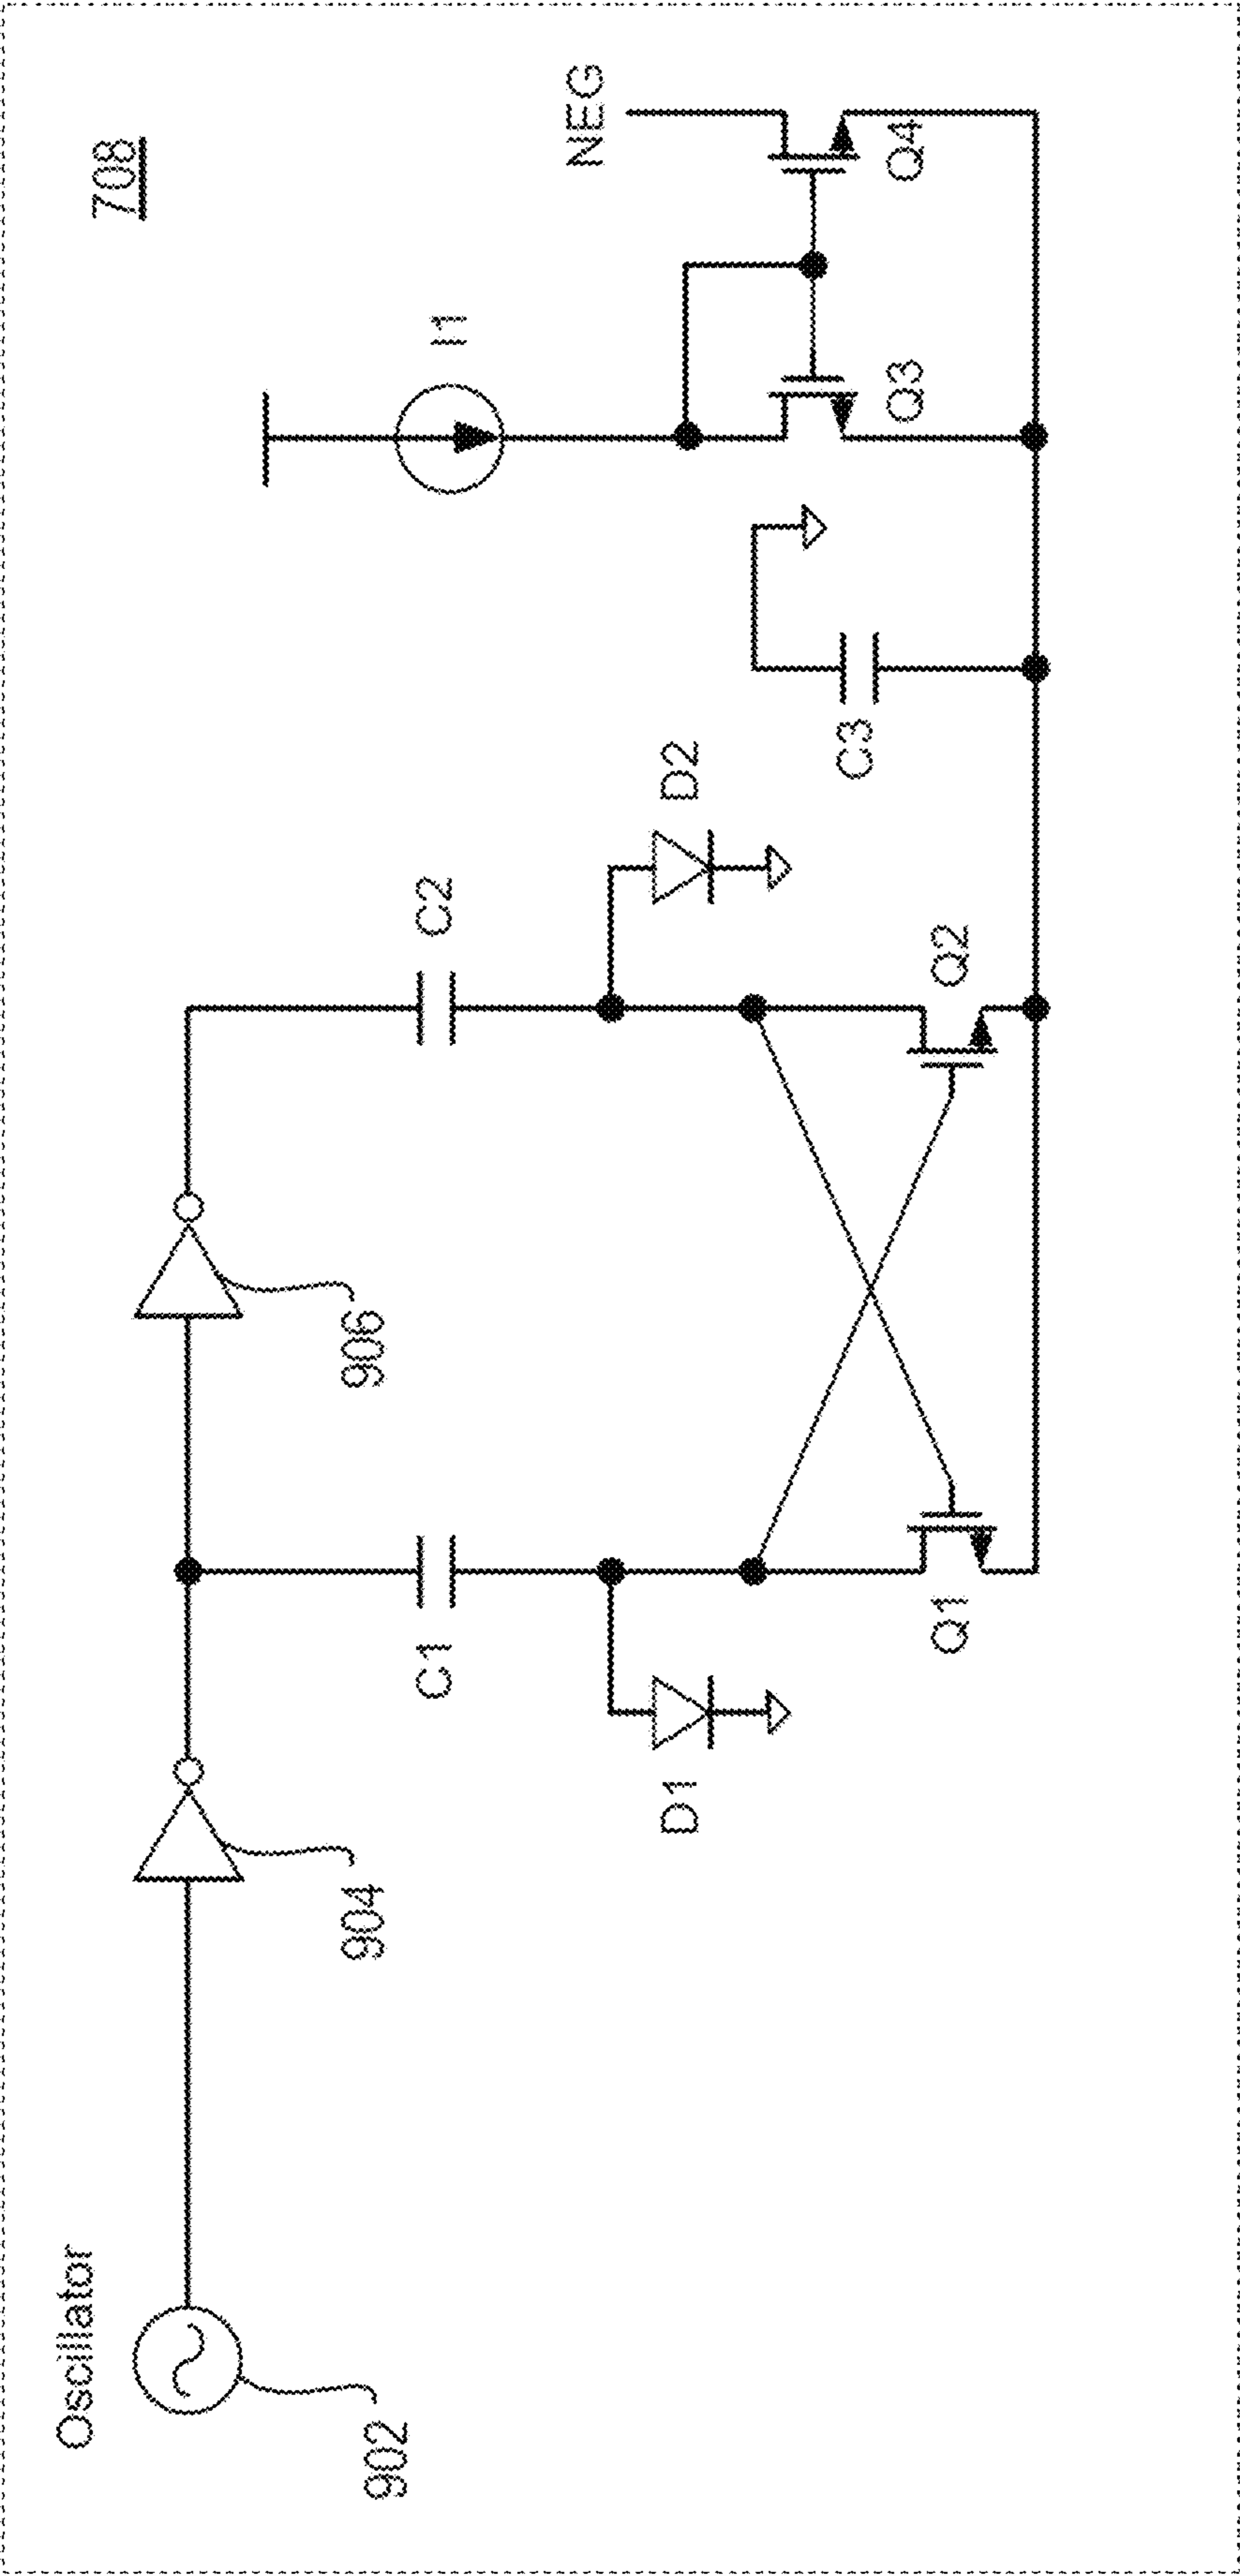 708
Oscillator
902
904
906
C1
C2
D1
D2
Q1
Q2
C3
I1
Q3
Q4
NEG